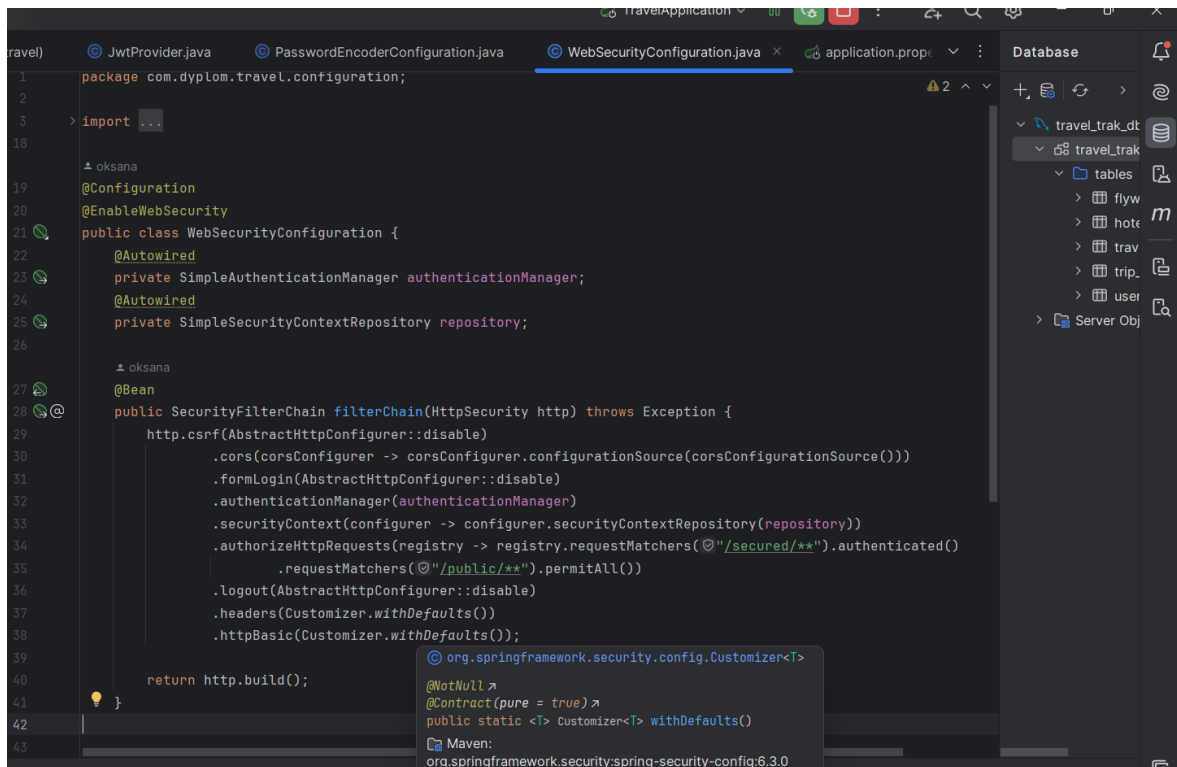 TravelApplication
ravel)
JwtProvider.java
PasswordEncoderConfiguration.java
WebSecurityConfiguration.java
application.prope
Database
1 package com.dyplom.travel.configuration;
2
2
3 > import ...
18
oksana
19 @Configuration
20 @EnableWebSecurity
21 public class WebSecurityConfiguration {
22 @Autowired
23 private SimpleAuthenticationManager authenticationManager;
24 @Autowired
25 private SimpleSecurityContextRepository repository;
26
oksana
27 @Bean
28 @ public SecurityFilterChain filterChain(HttpSecurity http) throws Exception {
29 http.csrf(AbstractHttpConfigurer::disable)
30 .cors(corsConfigurer -> corsConfigurer.configurationSource(corsConfigurationSource()))
31 .formLogin(AbstractHttpConfigurer::disable)
32 .authenticationManager(authenticationManager)
33 .securityContext(configurer -> configurer.securityContextRepository(repository))
34 .authorizeHttpRequests(registry -> registry.requestMatchers("/secured/**").authenticated()
35 .requestMatchers("/public/**").permitAll())
36 .logout(AbstractHttpConfigurer::disable)
37 .headers(Customizer.withDefaults())
38 .httpBasic(Customizer.withDefaults());
39
40 return http.build();
41 }
42
43
org.springframework.security.config.Customizer<T>
@NotNull
@Contract(pure = true)
public static <T> Customizer<T> withDefaults()
Maven:
org.springframework.security:spring-security-config:6.3.0
travel_trak_db
travel_trak
tables
flyw
hote
trav
trip_
user
Server Obj
m